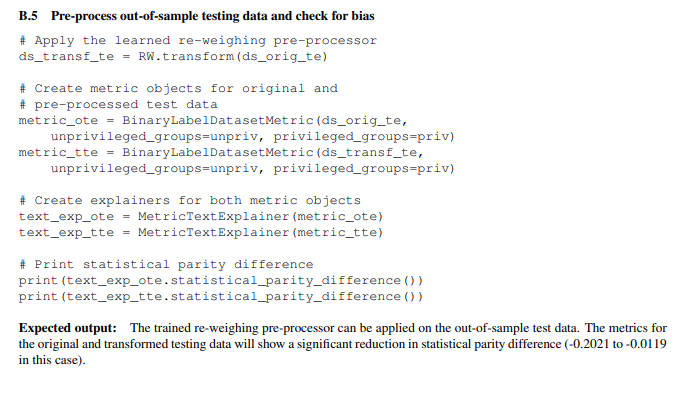 B.5 Pre-process out-of-sample testing data and check for bias
# Apply the learned re-weighing pre-processor
ds_transf_te = RW.transform(ds_orig_te)
# Create metric objects for original and
# pre-processed test data
metric_ote = BinaryLabelDatasetMetric(ds_orig_te,
    unprivileged_groups=unpriv, privileged_groups=priv)
metric_tte = BinaryLabelDatasetMetric(ds_transf_te,
    unprivileged_groups=unpriv, privileged_groups=priv)
# Create explainers for both metric objects
text_exp_ote = MetricTextExplainer(metric_ote)
text_exp_tte = MetricTextExplainer(metric_tte)
# Print statistical parity difference
print(text_exp_ote.statistical_parity_difference())
print(text_exp_tte.statistical_parity_difference())
Expected output: The trained re-weighing pre-processor can be applied on the out-of-sample test data. The metrics for
the original and transformed testing data will show a significant reduction in statistical parity difference (-0.2021 to -0.0119
in this case).